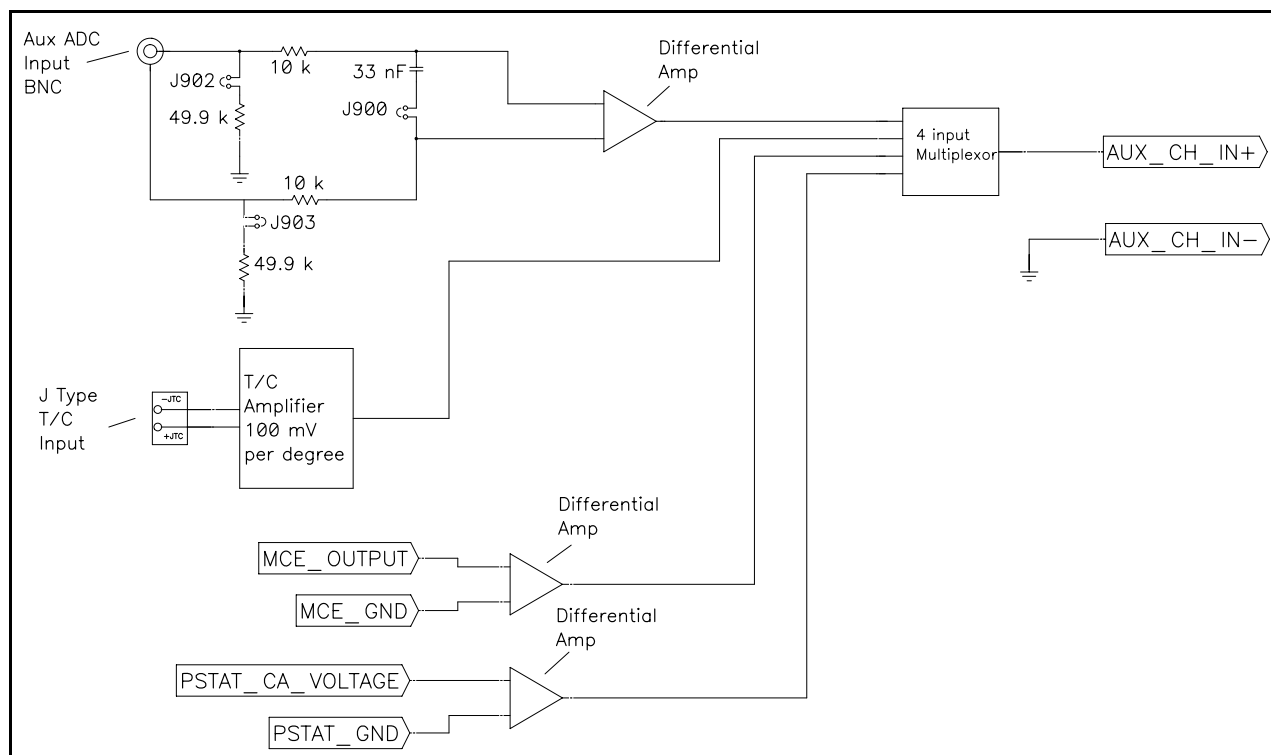 Aux ADC
Input
BNC
J902
49.9 k
10 k
33 nF
J900
Differential
Amp
4 input
Multiplexor
AUX_CH_IN+
10 k
J903
49.9 k
AUX_CH_IN-
J Type
T/C
Input
-JTC
+JTC
T/C
Amplifier
100 mV
per degree
Differential
Amp
MCE_OUTPUT
MCE_GND
Differential
Amp
PSTAT_CA_VOLTAGE
PSTAT_GND